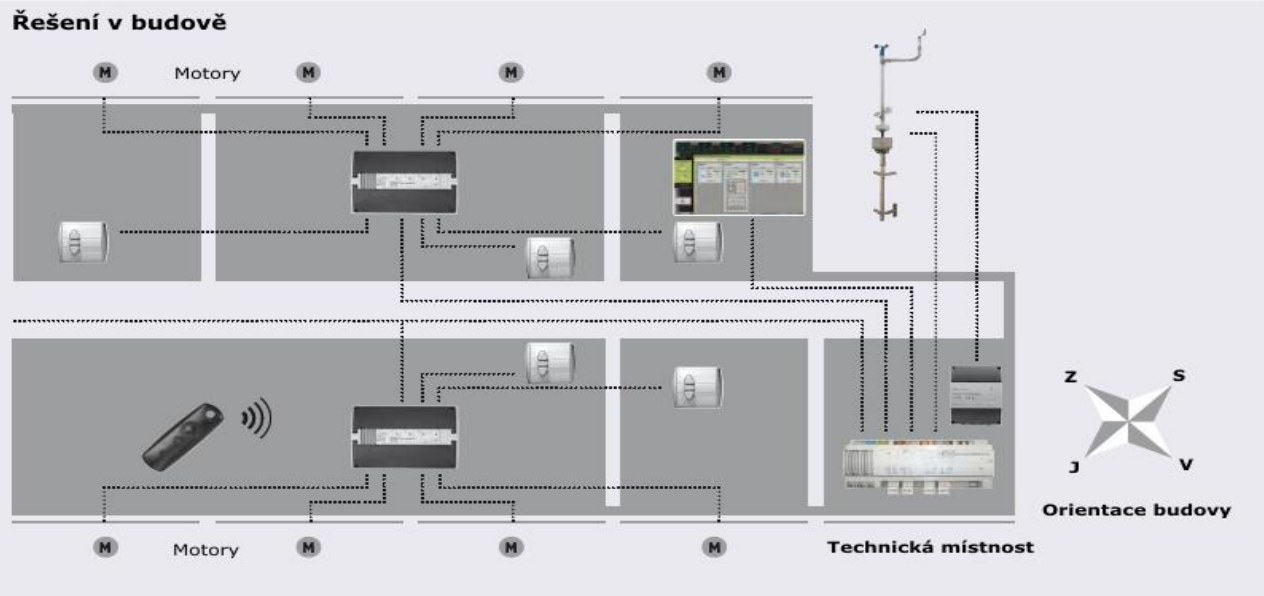 Řešení v budově
M Motory M M M
Z S
J V
Orientace budovy
M Motory M M M
Technická místnost